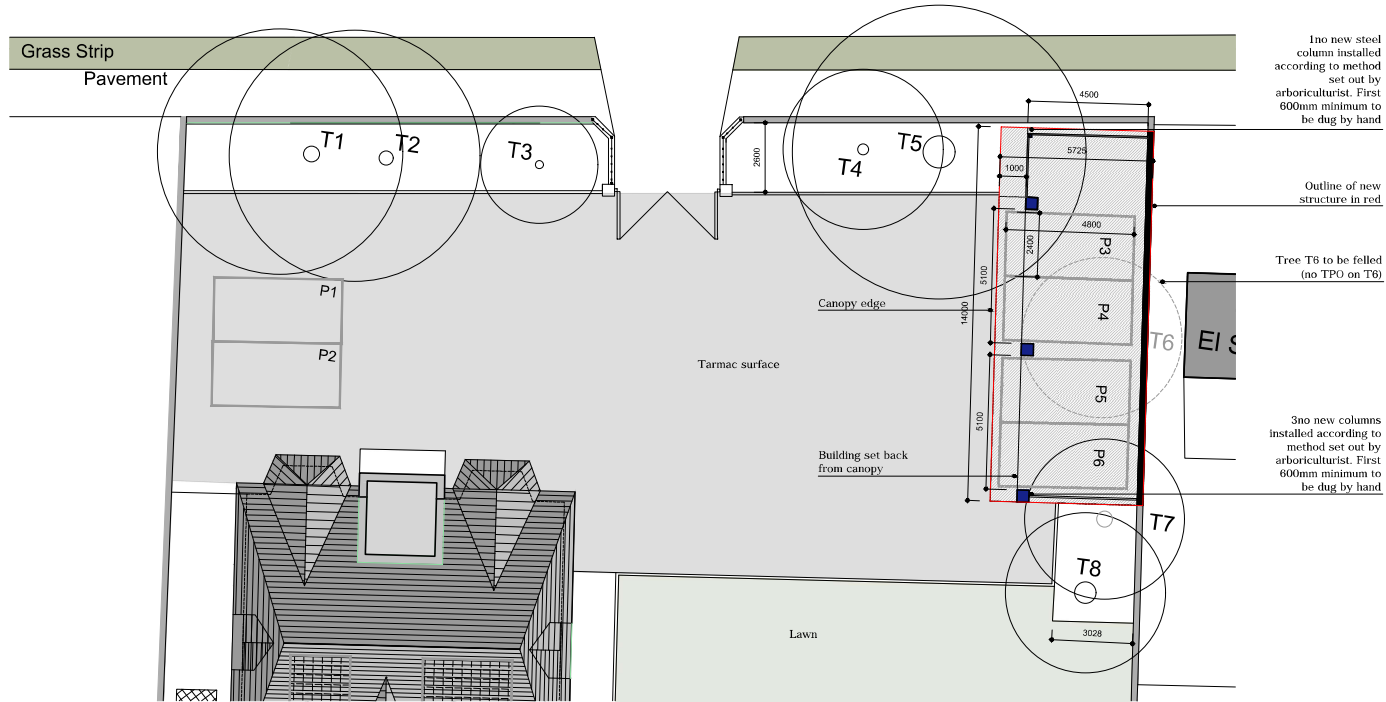 Grass Strip
Pavement
1no new steel
column installed
according to method
set out by
arboriculturist. First
600mm minimum to
be dug by hand
4500
T1
T2
T3
T4
T5
2600
5725
1000
Outline of new
structure in red
4800
2400
P3
5100
14000
Tree T6 to be felled
(no TPO on T6)
P1
P2
Canopy edge
P4
T6
El S
Tarmac surface
P5
5100
3no new columns
installed according to
method set out by
arboriculturist. First
600mm minimum to
be dug by hand
Building set back
from canopy
P6
T7
T8
Lawn
3028